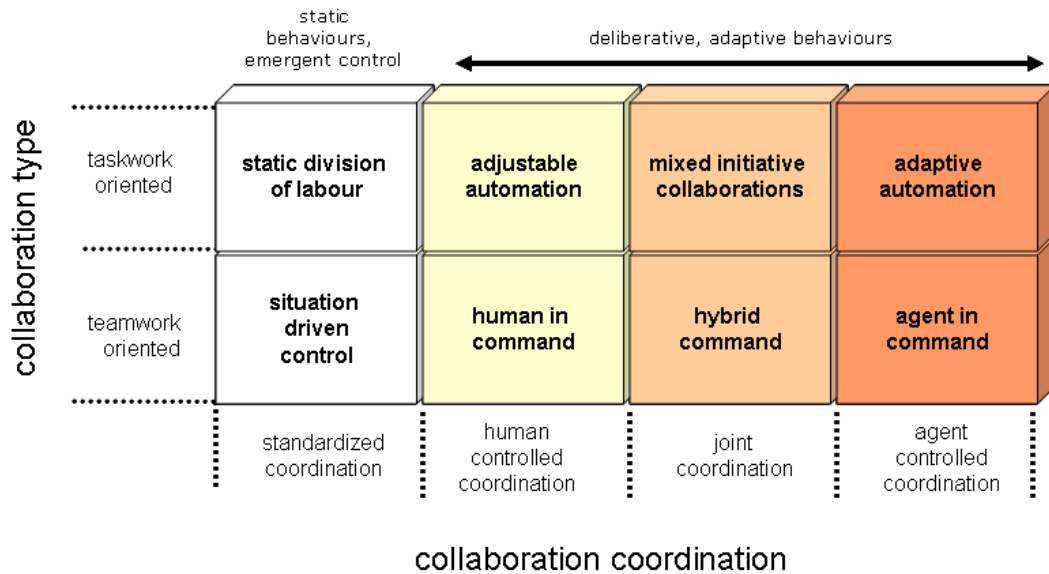 static
behaviours,
emergent control
deliberative, adaptive behaviours
collaboration type
taskwork
oriented
static division
of labour
adjustable
automation
mixed initiative
collaborations
adaptive
automation
teamwork
oriented
situation
driven
control
human in
command
hybrid
command
agent in
command
standardized
coordination
human
controlled
coordination
joint
coordination
agent
controlled
coordination
collaboration coordination